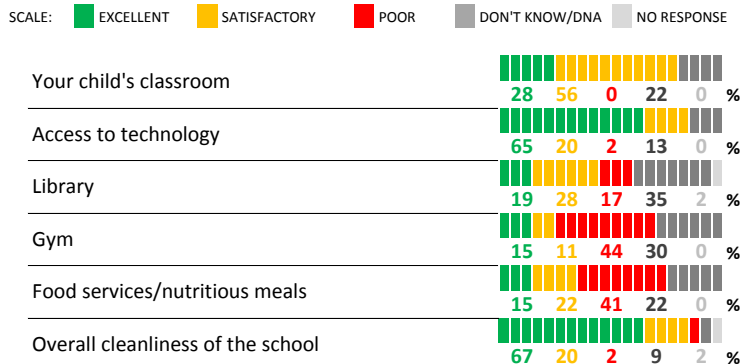 SCALE: EXCELLENT SATISFACTORY POOR DON'T KNOW/DNA NO RESPONSE
Your child's classroom
28 56 0 22 0 %
Access to technology
65 20 2 13 0 %
Library
19 28 17 35 2 %
Gym
15 11 44 30 0 %
Food services/nutritious meals
15 22 41 22 0 %
Overall cleanliness of the school
67 20 2 9 2 %